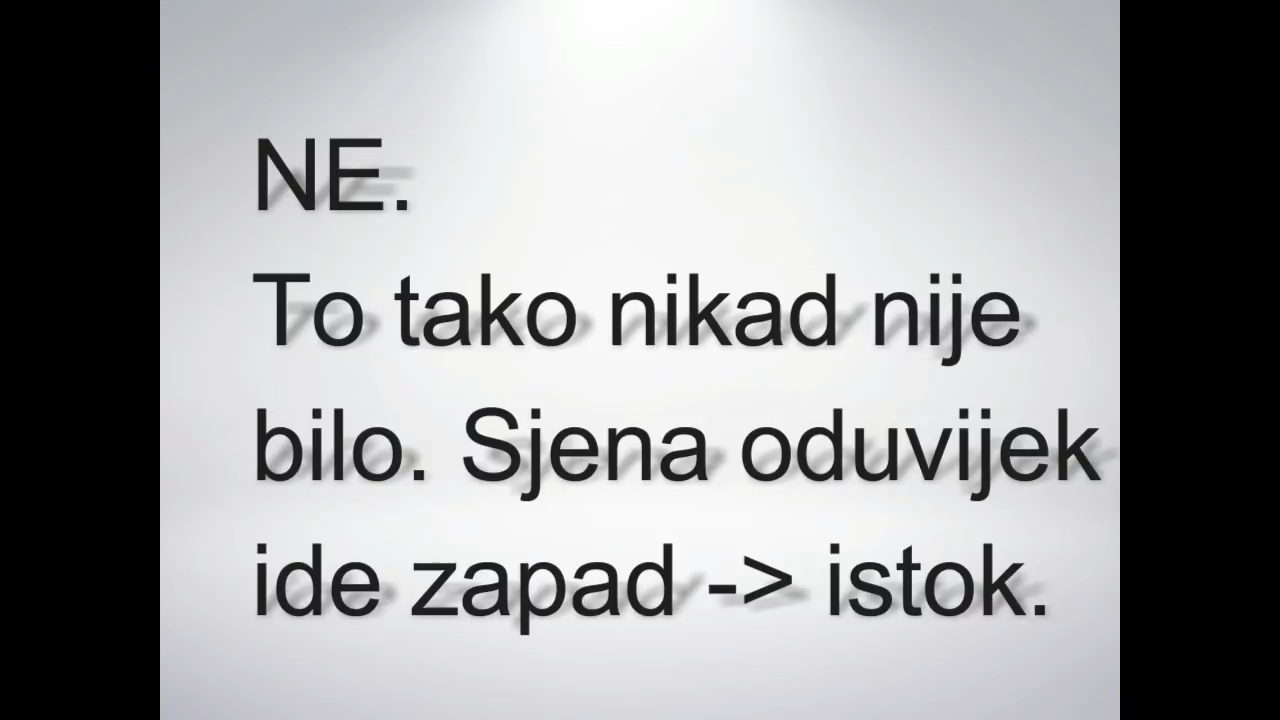 NE.
To tako nikad nije
bilo. Sjena oduvijek
ide zapad -> istok.